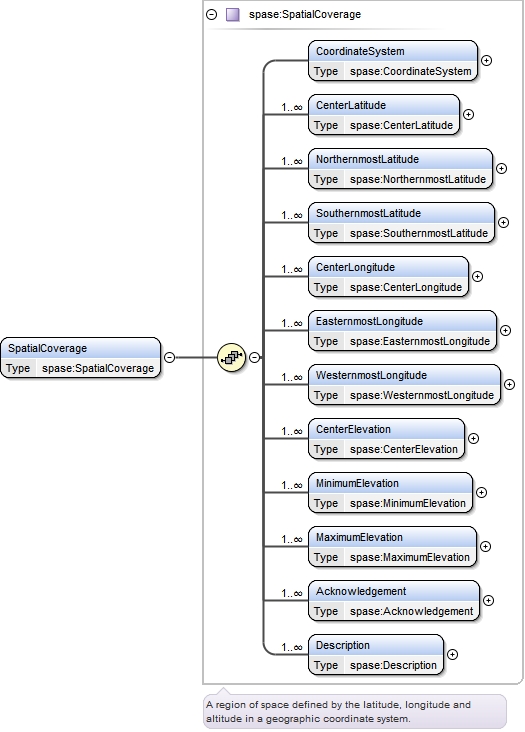 spase:SpatialCoverage
CoordinateSystem
Type spase:CoordinateSystem
1..∞ CenterLatitude
Type spase:CenterLatitude
1..∞ NorthernmostLatitude
Type spase:NorthernmostLatitude
1..∞ SouthernmostLatitude
Type spase:SouthernmostLatitude
1..∞ CenterLongitude
Type spase:CenterLongitude
1..∞ EasternmostLongitude
Type spase:EasternmostLongitude
SpatialCoverage
Type spase:SpatialCoverage
1..∞ WesternmostLongitude
Type spase:WesternmostLongitude
1..∞ CenterElevation
Type spase:CenterElevation
1..∞ MinimumElevation
Type spase:MinimumElevation
1..∞ MaximumElevation
Type spase:MaximumElevation
1..∞ Acknowledgement
Type spase:Acknowledgement
1..∞ Description
Type spase:Description
A region of space defined by the latitude, longitude and
altitude in a geographic coordinate system.